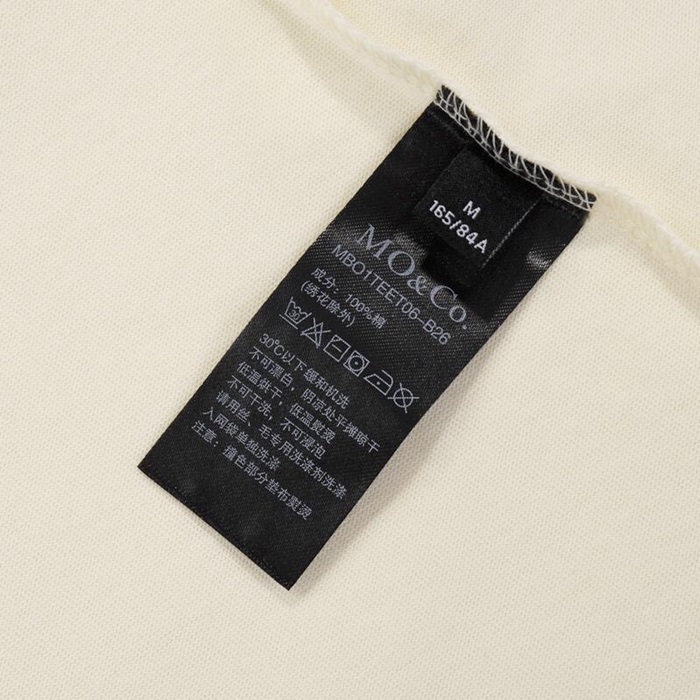 M
165/84A
MO&Co.
MBO1TEET06-B26
成分：100%棉
(绣花除外)
30
30℃以下缓和机洗
不可漂白，阴凉处平摊晾干
低温烘干，低温熨烫
不可干洗，不可浸泡
请用丝、毛专用洗涤剂洗涤
入网袋单独洗涤
注意：撞色部分垫布熨烫